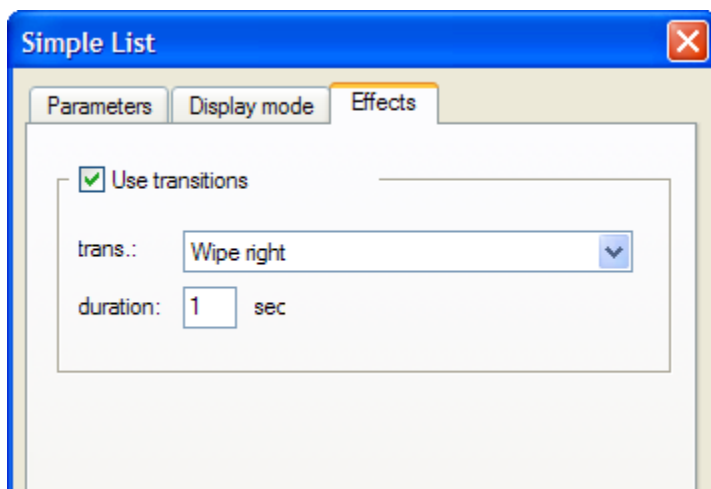 Simple List
Parameters Display mode Effects
Use transitions
trans.: Wipe right
duration: 1 sec